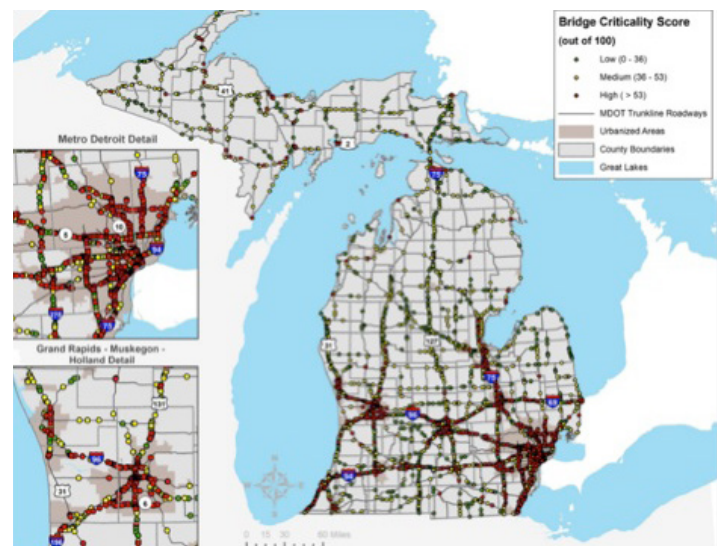 Bridge Criticality Score
(out of 100)
Low (0 - 36)
Medium (36 - 53)
High ( > 53)
MDOT Trunkline Roadways
Urbanized Areas
County Boundaries
Great Lakes
41
2
75
Metro Detroit Detail
75
10
5
94
275
75
31
127
75
69
96
94
Grand Rapids - Muskegon -
Holland Detail
131
96
31
6
196
0 15 30 60 Miles